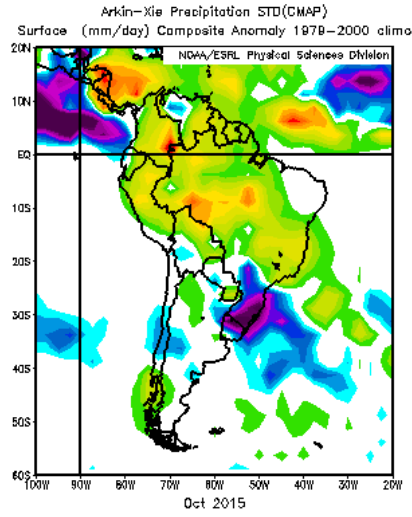 Arkin-Xie Precipitation STD(CMAP)
Surface (mm/day) Composite Anomaly 1979-2000 climo
NOAA/ESRL Physical Sciences Division
20N
10N
EQ
10S
20S
30S
40S
50S
60S
100W 90W 80W 70W 60W 50W 40W 30W 20W
Oct 2015